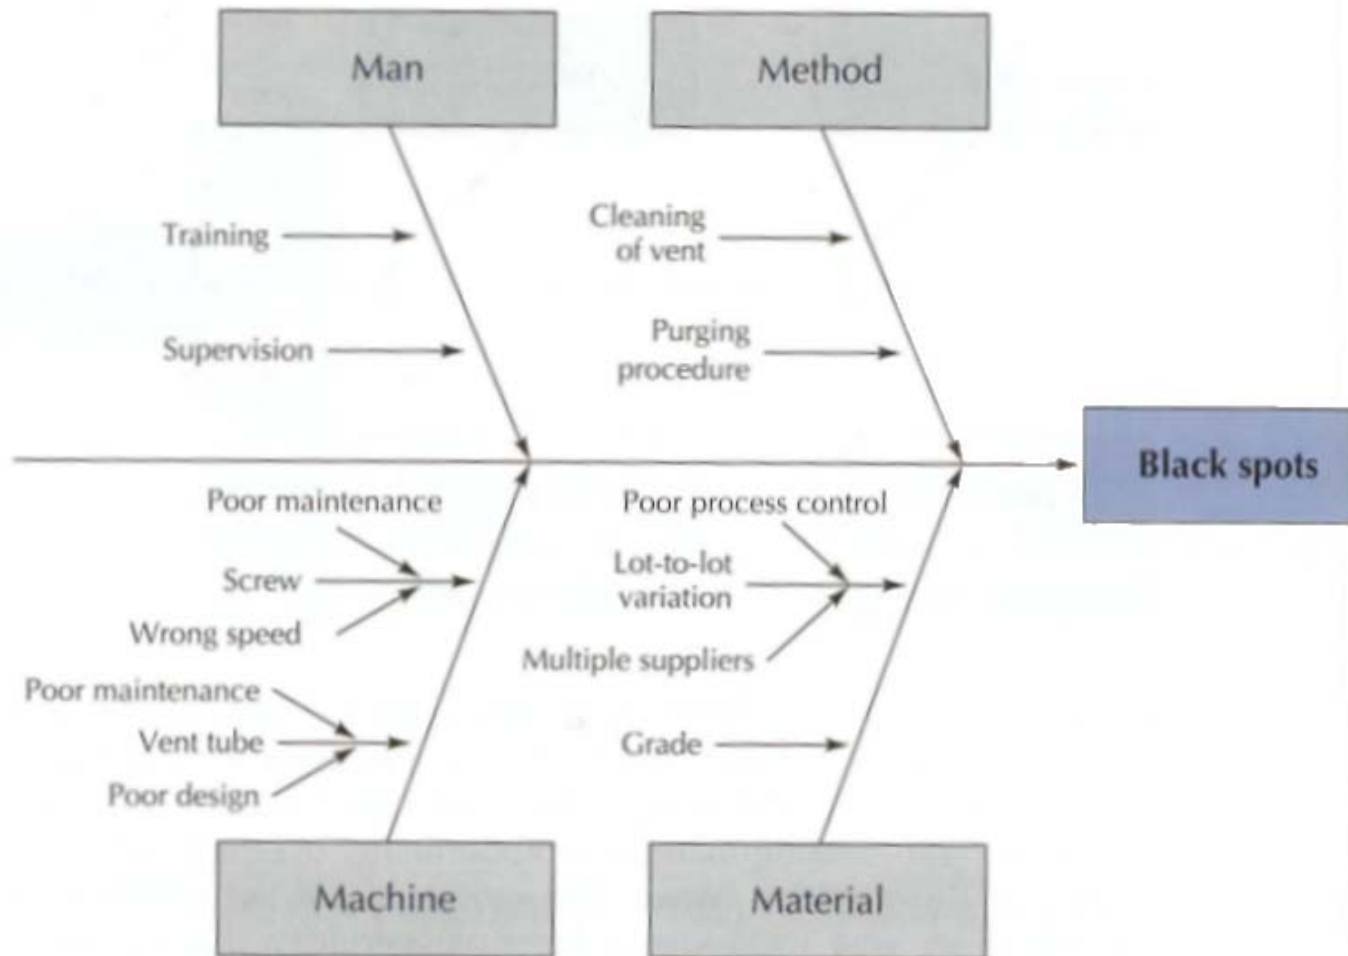 Man
Method
Training
Cleaning
of vent
Supervision
Purging
procedure
Black spots
Poor maintenance
Screw
Wrong speed
Poor maintenance
Vent tube
Poor design
Poor process control
Lot-to-lot
variation
Multiple suppliers
Grade
Machine
Material